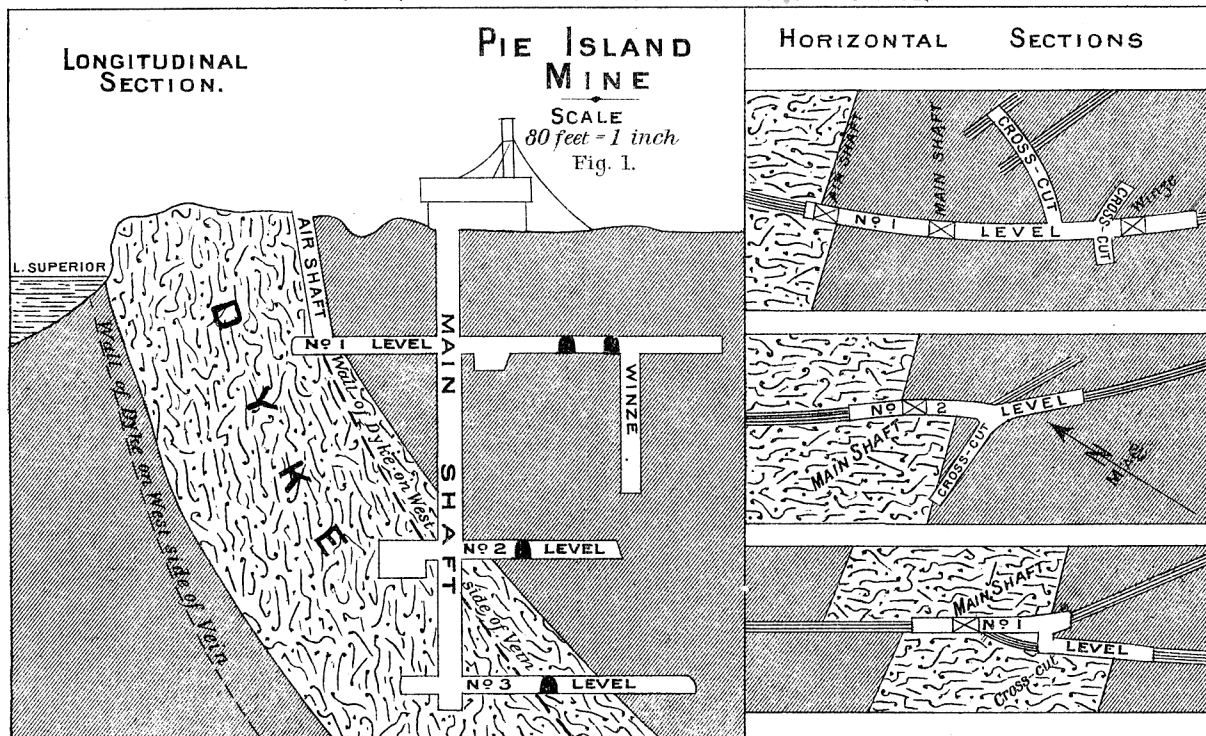 LONGITUDINAL
SECTION.
PIE ISLAND
MINE
SCALE
80 feet = 1 inch
Fig. 1.
L. SUPERIOR
AIR SHAFT
DYKE
Wall of Dyke on West side of Vein
No 1 LEVEL
Wall of Dyke on West
side of Vein
MAIN SHAFT
WINZE.
No 2 LEVEL
No 3 LEVEL
HORIZONTAL SECTIONS
AIR SHAFT
MAIN SHAFT
CROSS-CUT
CROSS-CUT
WINZE
No 1 LEVEL
No 2 LEVEL
MAIN SHAFT
CROSS-CUT
N
MAG
MAIN SHAFT
No 1
LEVEL
Cross-cut